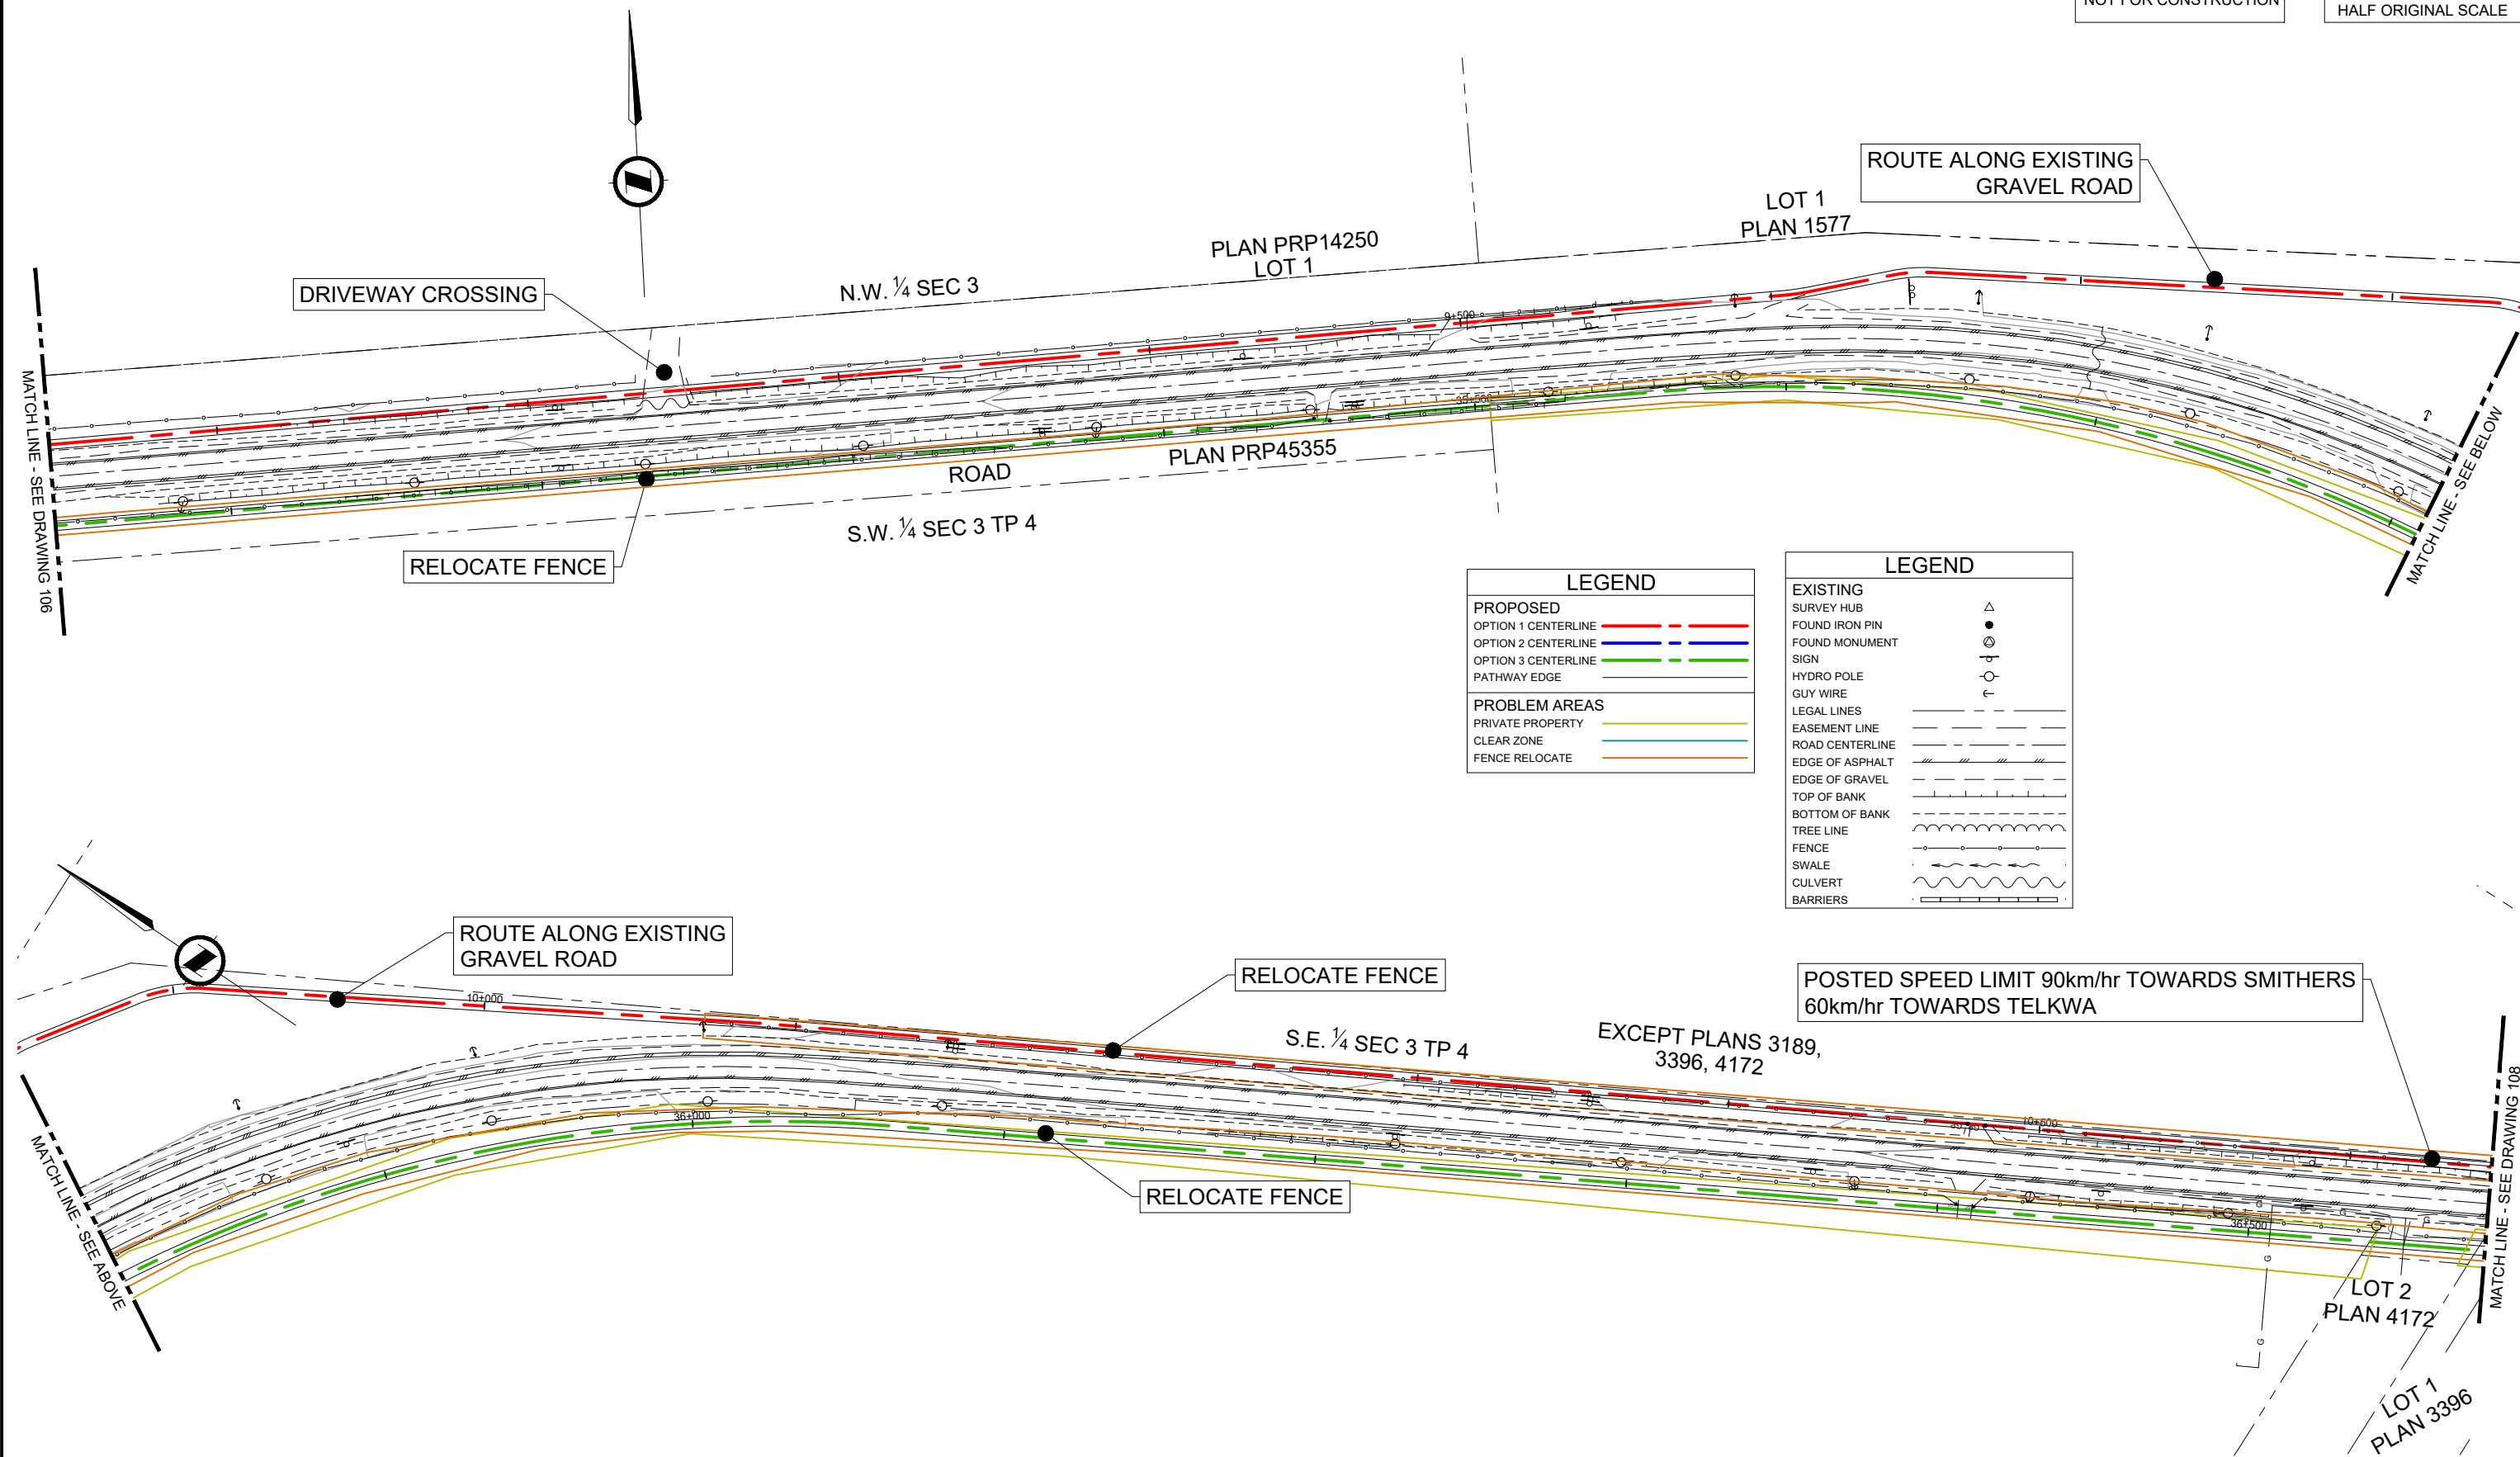 NOT FOR CONSTRUCTION
HALF ORIGINAL SCALE
ROUTE ALONG EXISTING
GRAVEL ROAD
LOT 1
PLAN 1577
PLAN PRP14250
LOT 1
N.W. ¼ SEC 3
DRIVEWAY CROSSING
9+500
MATCH LINE - SEE DRAWING 106
MATCH LINE - SEE BELOW
PLAN PRP45355
ROAD
S.W. ¼ SEC 3 TP 4
RELOCATE FENCE
LEGEND
PROPOSED
OPTION 1 CENTERLINE
OPTION 2 CENTERLINE
OPTION 3 CENTERLINE
PATHWAY EDGE
PROBLEM AREAS
PRIVATE PROPERTY
CLEAR ZONE
FENCE RELOCATE
LEGEND
EXISTING
SURVEY HUB
FOUND IRON PIN
FOUND MONUMENT
SIGN
HYDRO POLE
GUY WIRE
LEGAL LINES
EASEMENT LINE
ROAD CENTERLINE
EDGE OF ASPHALT
EDGE OF GRAVEL
TOP OF BANK
BOTTOM OF BANK
TREE LINE
FENCE
SWALE
CULVERT
BARRIERS
ROUTE ALONG EXISTING
GRAVEL ROAD
10+000
RELOCATE FENCE
S.E. ¼ SEC 3 TP 4
EXCEPT PLANS 3189,
3396, 4172
POSTED SPEED LIMIT 90km/hr TOWARDS SMITHERS
60km/hr TOWARDS TELKWA
10+500
36+000
RELOCATE FENCE
36+500
G
G
G
G
G
MATCH LINE - SEE ABOVE
MATCH LINE - SEE DRAWING 108
LOT 2
PLAN 4172
LOT 1
PLAN 3396